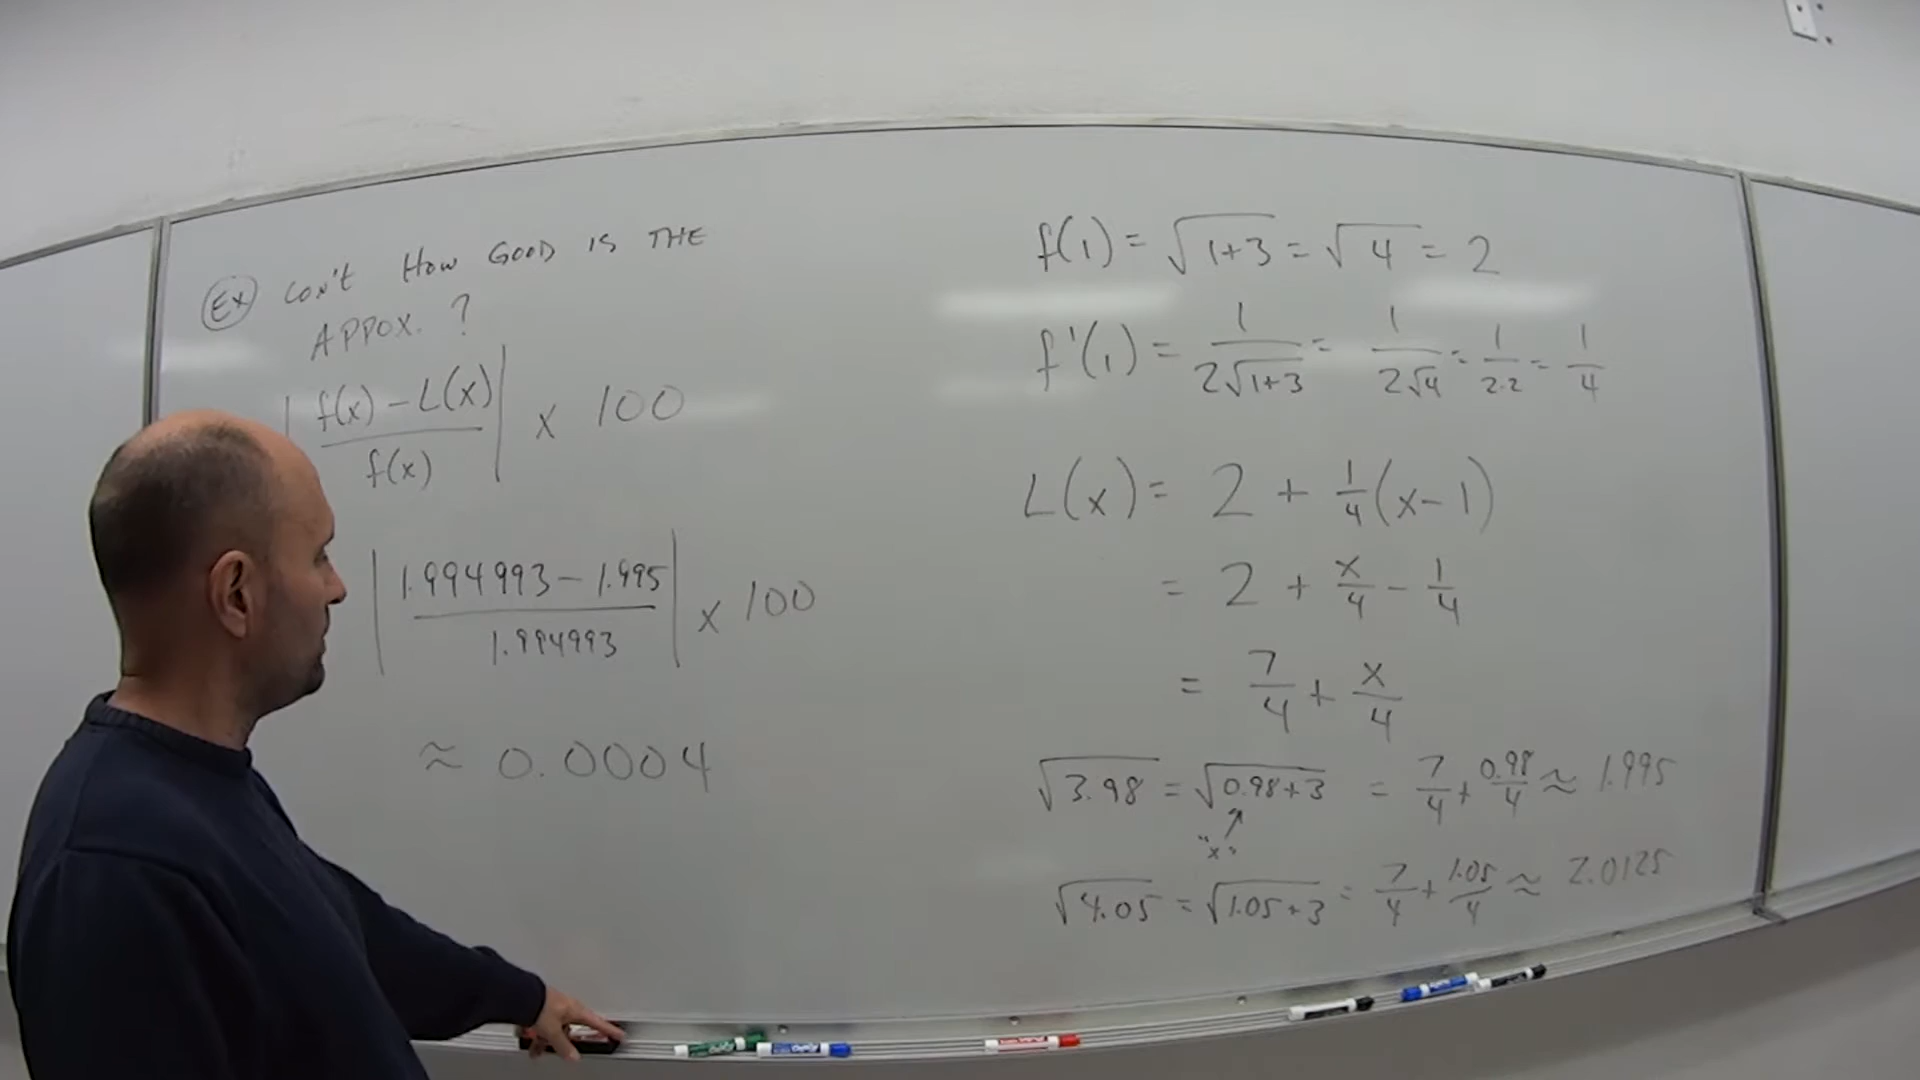 Ex Con't How GOOD IS THE
APPOX. ?
| f(x) - L(x) / f(x) | x 100
| 1.994993 - 1.995 / 1.994993 | x 100
≈ 0.0004
f(1) = √(1+3) = √4 = 2
f'(1) = 1/(2√(1+3)) = 1/(2√4) = 1/(2·2) = 1/4
L(x) = 2 + 1/4 (x-1)
= 2 + x/4 - 1/4
= 7/4 + x/4
√3.98 = √(0.98+3) = 7/4 + 0.98/4 ≈ 1.995
"x"
√4.05 = √(1.05+3) = 7/4 + 1.05/4 ≈ 2.0125